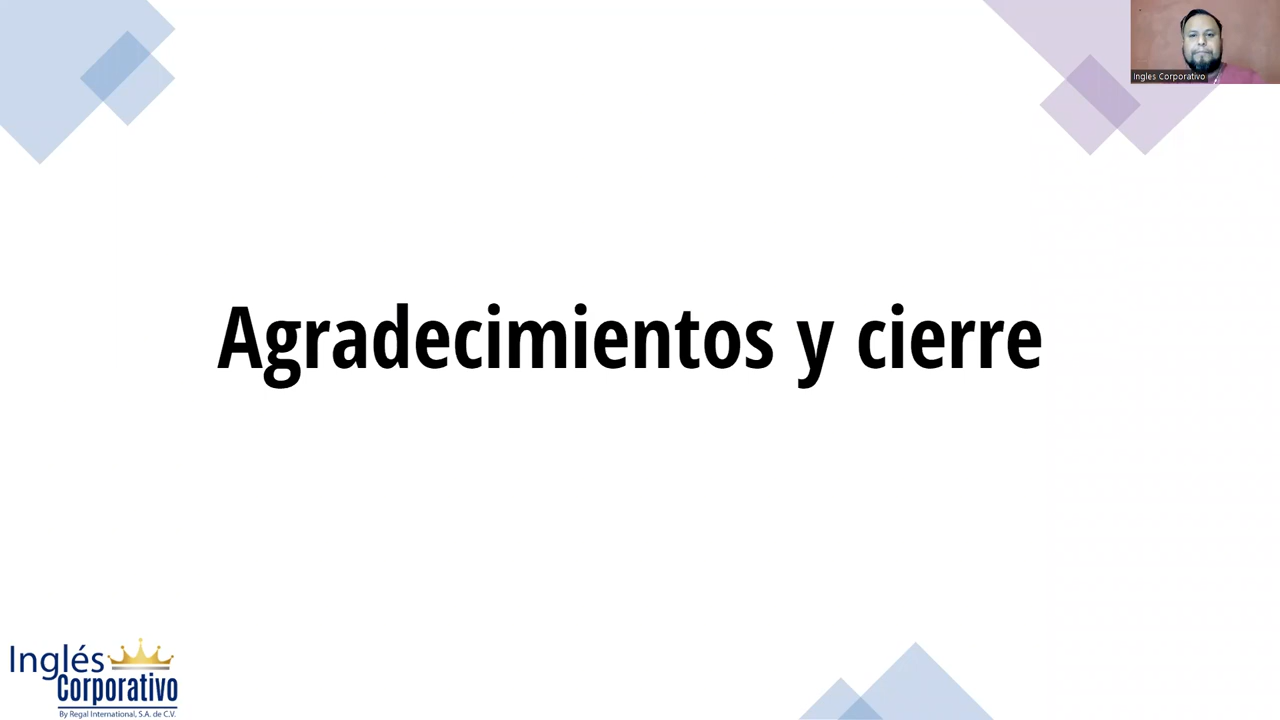 Ingles Corporativo
Agradecimientos y cierre
Inglés
Corporativo
By Regal International, S.A. de C.V.